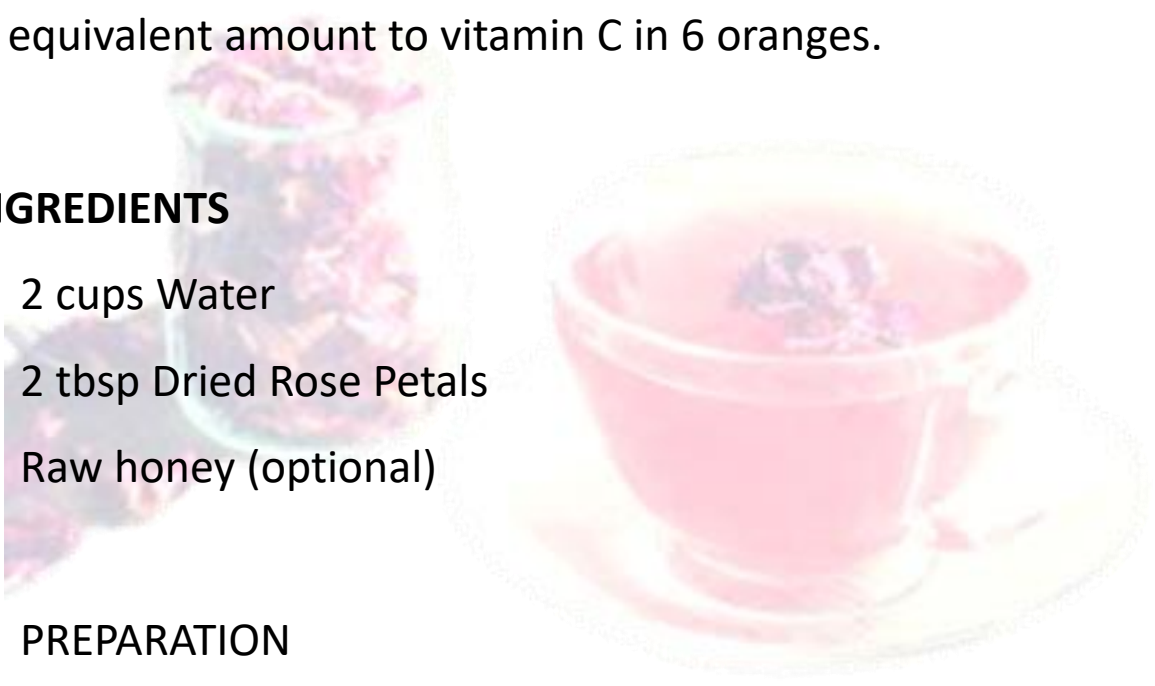 equivalent amount to vitamin C in 6 oranges.
NGREDIENTS
2 cups Water
2 tbsp Dried Rose Petals
Raw honey (optional)
PREPARATION